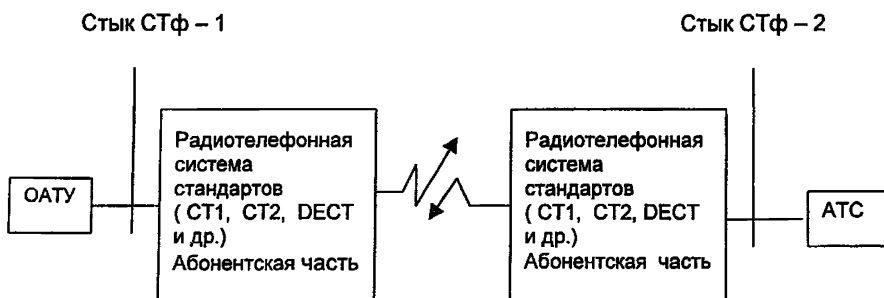 Стык СТф – 1
Стык СТф – 2
ОАТУ
Радиотелефонная
система
стандартов
( СТ1, СТ2, DECT
и др.)
Абонентская часть
Радиотелефонная
система
стандартов
( СТ1, СТ2, DECT
и др.)
Абонентская часть
АТС